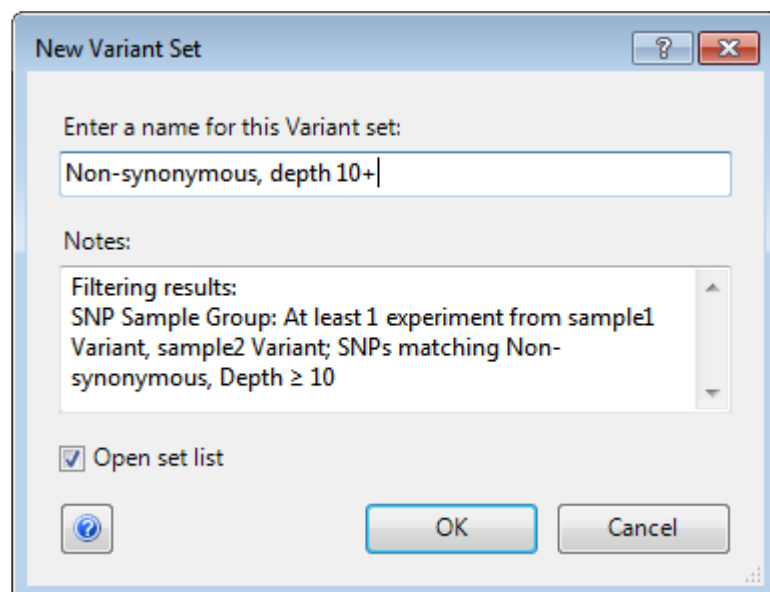 New Variant Set
Enter a name for this Variant set:
Non-synonymous, depth 10+
Notes:
Filtering results:
SNP Sample Group: At least 1 experiment from sample1
Variant, sample2 Variant; SNPs matching Non-
synonymous, Depth ≥ 10
Open set list
OK
Cancel